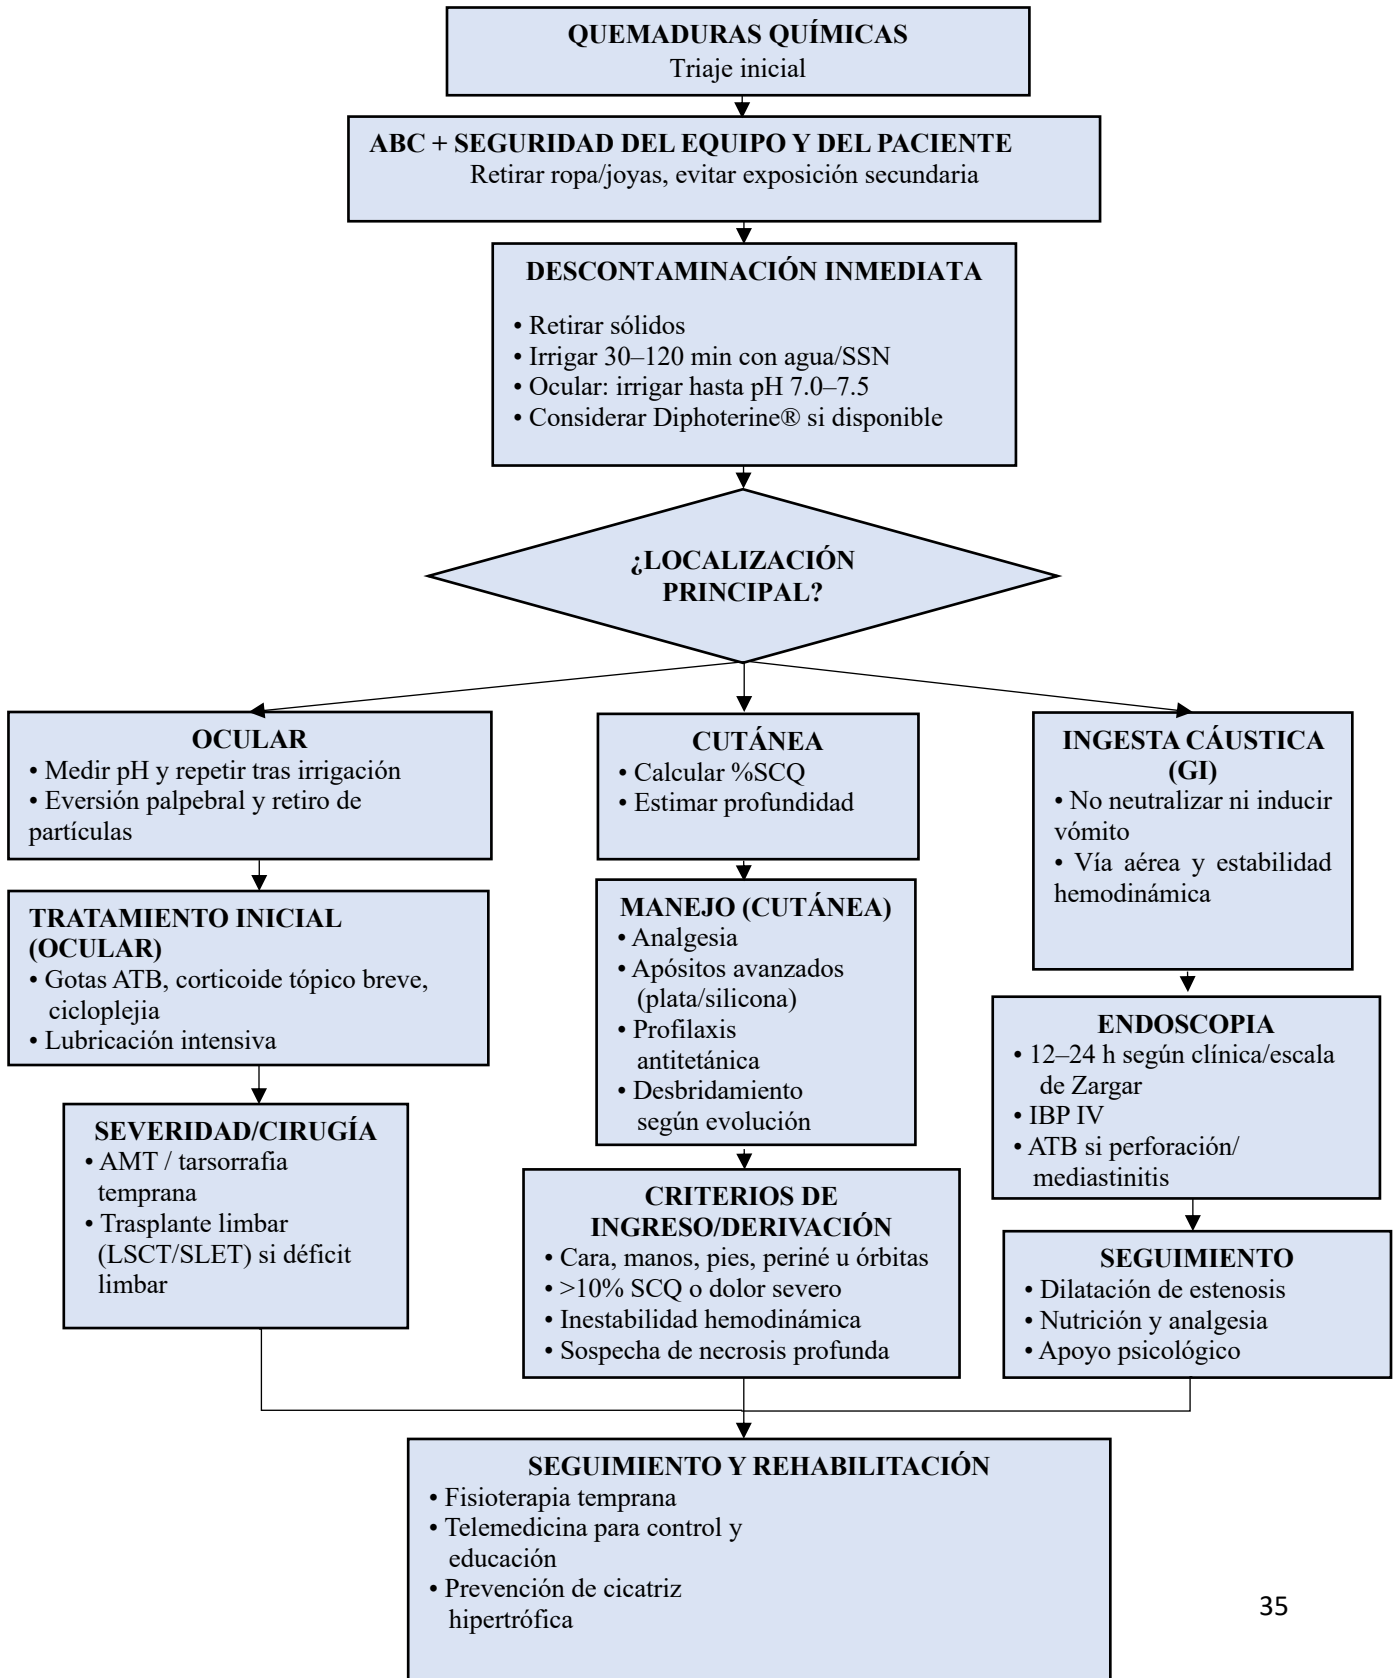 QUEMADURAS QUÍMICAS
Triaje inicial
ABC + SEGURIDAD DEL EQUIPO Y DEL PACIENTE
Retirar ropa/joyas, evitar exposición secundaria
DESCONTAMINACIÓN INMEDIATA
• Retirar sólidos
• Irrigar 30–120 min con agua/SSN
• Ocular: irrigar hasta pH 7.0–7.5
• Considerar Diphoterine® si disponible
¿LOCALIZACIÓN
PRINCIPAL?
OCULAR
• Medir pH y repetir tras irrigación
• Eversión palpebral y retiro de
partículas
TRATAMIENTO INICIAL
(OCULAR)
• Gotas ATB, corticoide tópico breve,
cicloplejia
• Lubricación intensiva
SEVERIDAD/CIRUGÍA
• AMT / tarsorrafia
temprana
• Trasplante limbar
(LSCT/SLET) si déficit
limbar
CUTÁNEA
• Calcular %SCQ
• Estimar profundidad
MANEJO (CUTÁNEA)
• Analgesia
• Apósitos avanzados
(plata/silicona)
• Profilaxis
antitetánica
• Desbridamiento
según evolución
CRITERIOS DE
INGRESO/DERIVACIÓN
• Cara, manos, pies, periné u órbitas
• >10% SCQ o dolor severo
• Inestabilidad hemodinámica
• Sospecha de necrosis profunda
INGESTA CÁUSTICA
(GI)
• No neutralizar ni inducir
vómito
• Vía aérea y estabilidad
hemodinámica
ENDOSCOPIA
• 12–24 h según clínica/escala
de Zargar
• IBP IV
• ATB si perforación/
mediastinitis
SEGUIMIENTO
• Dilatación de estenosis
• Nutrición y analgesia
• Apoyo psicológico
SEGUIMIENTO Y REHABILITACIÓN
• Fisioterapia temprana
• Telemedicina para control y
educación
• Prevención de cicatriz
hipertrófica
35